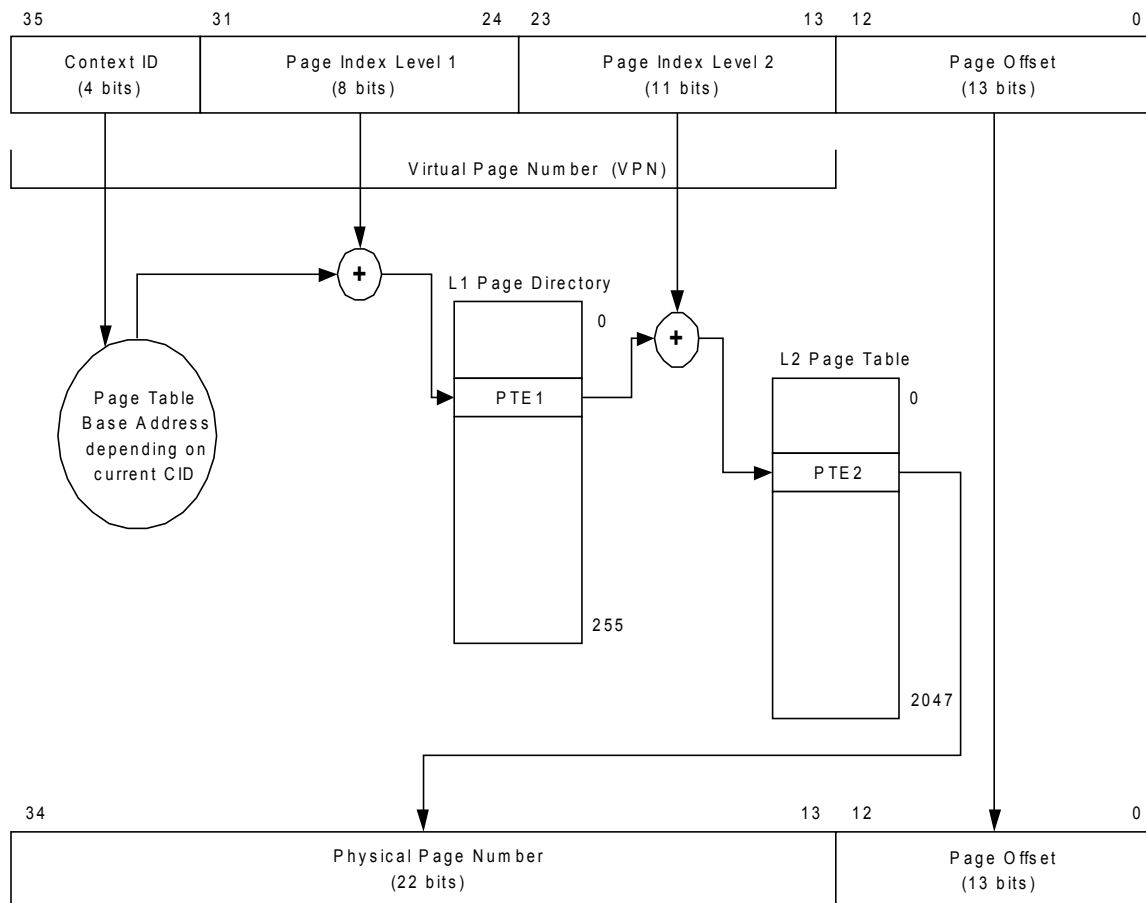 35 31 24 23 13 12 0
Context ID
(4 bits)
Page Index Level 1
(8 bits)
Page Index Level 2
(11 bits)
Page Offset
(13 bits)
Virtual Page Number (VPN)
+
L1 Page Directory
0
PTE1
255
+
L2 Page Table
0
PTE2
2047
Page Table
Base Address
depending on
current CID
34 13 12 0
Physical Page Number
(22 bits)
Page Offset
(13 bits)